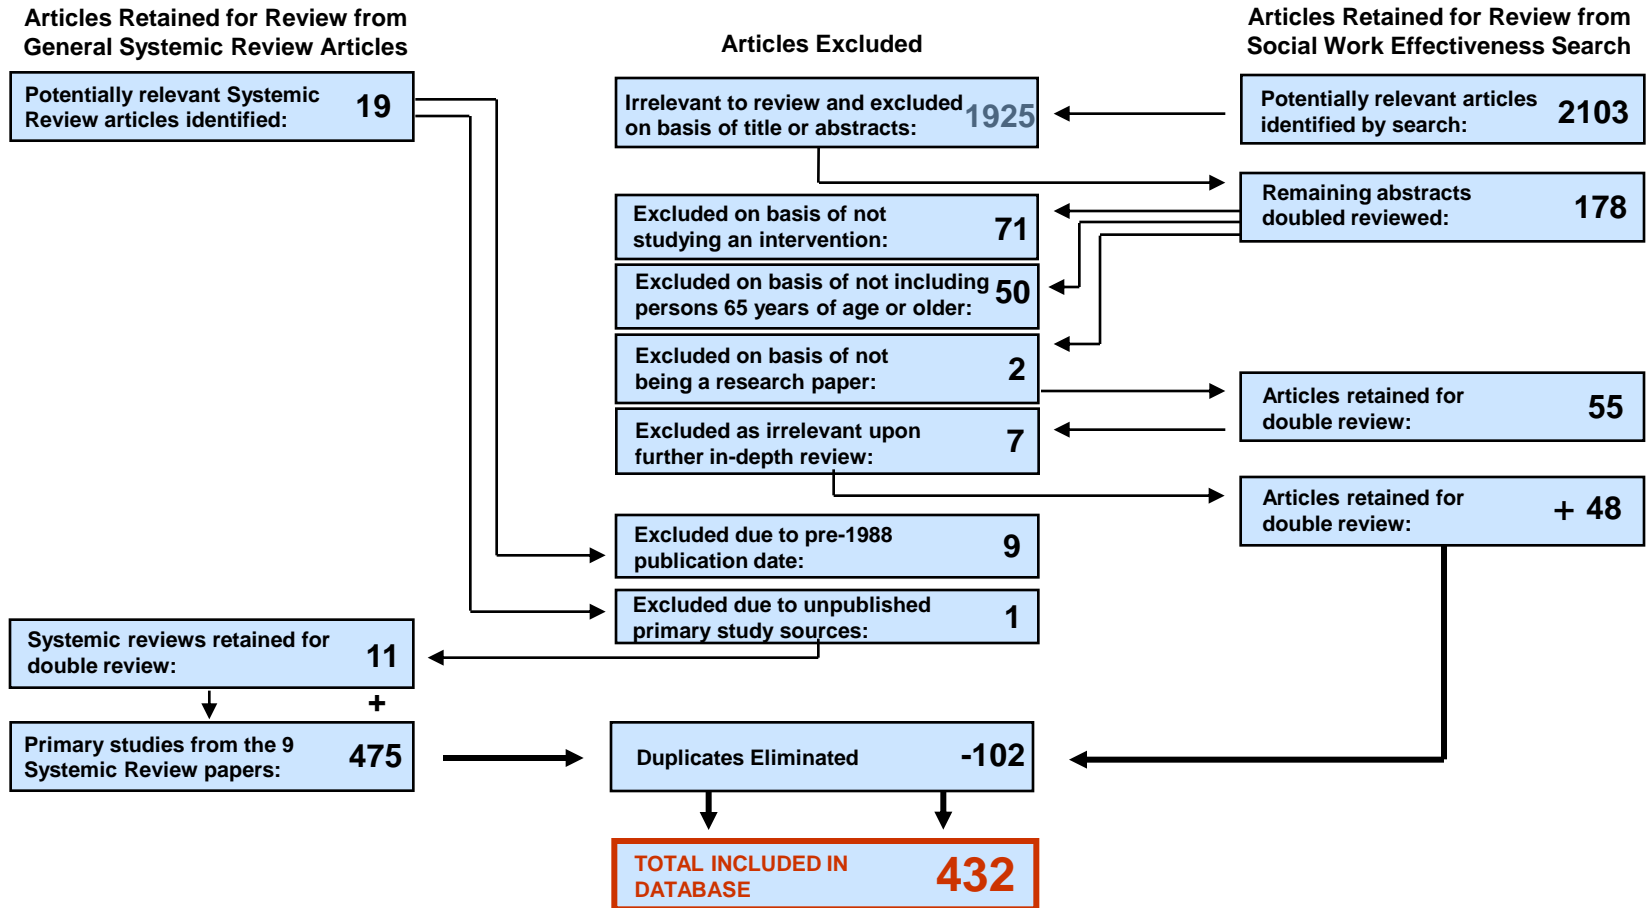 Articles Retained for Review from
General Systemic Review Articles
Articles Excluded
Articles Retained for Review from
Social Work Effectiveness Search
Potentially relevant Systemic
Review articles identified:
19
Irrelevant to review and excluded
on basis of title or abstracts:
1925
Potentially relevant articles
identified by search:
2103
Remaining abstracts
doubled reviewed:
178
Excluded on basis of not
studying an intervention:
71
Excluded on basis of not including
persons 65 years of age or older:
50
Excluded on basis of not
being a research paper:
2
Articles retained for
double review:
55
Excluded as irrelevant upon
further in-depth review:
7
Articles retained for
double review:
+ 48
Excluded due to pre-1988
publication date:
9
Excluded due to unpublished
primary study sources:
1
Systemic reviews retained for
double review:
11
+
Primary studies from the 9
Systemic Review papers:
475
Duplicates Eliminated
-102
TOTAL INCLUDED IN
DATABASE
432